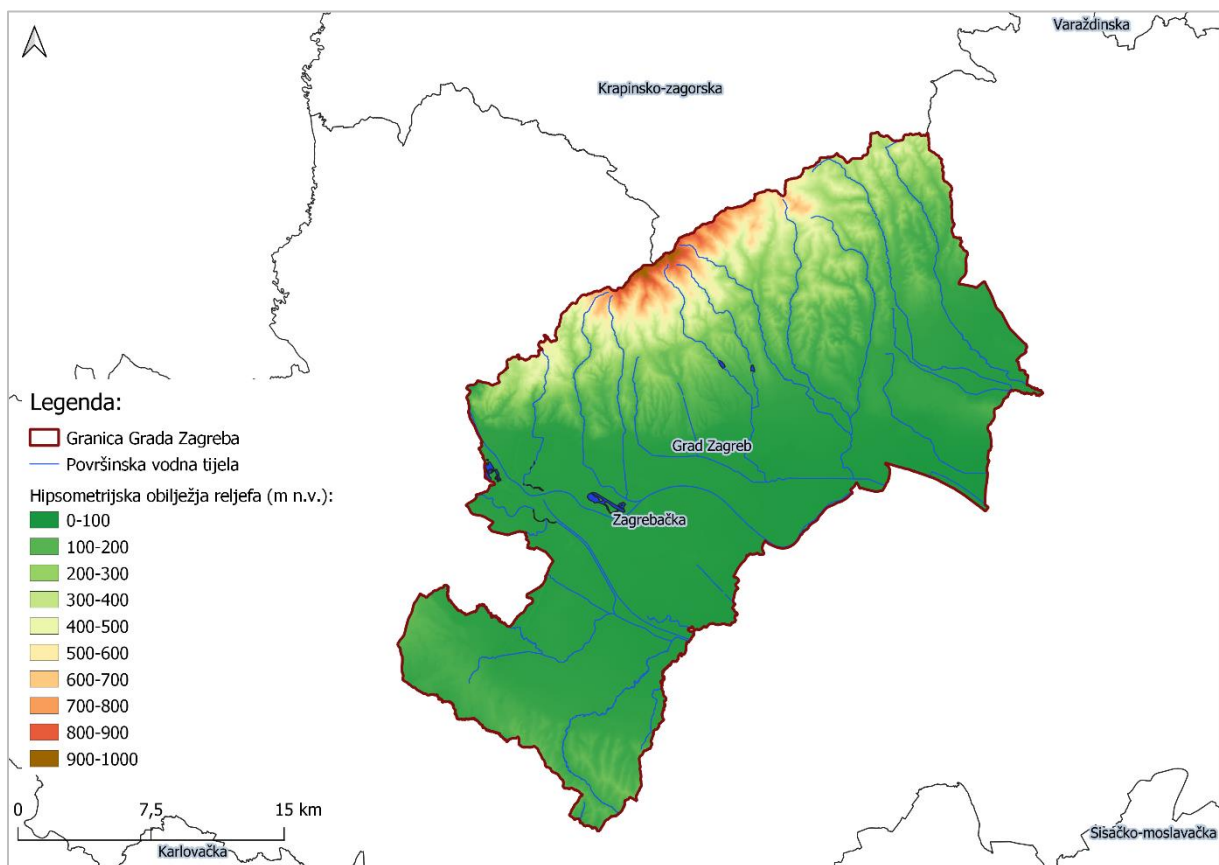 Varaždinska
Krapinsko-zagorska
Grad Zagreb
Zagrebačka
Legenda:
Granica Grada Zagreba
Površinska vodna tijela
Hipsometrijska obilježja reljefa (m n.v.):
0-100
100-200
200-300
300-400
400-500
500-600
600-700
700-800
800-900
900-1000
0 7,5 15 km
Karlovačka
Sisačko-moslavačka